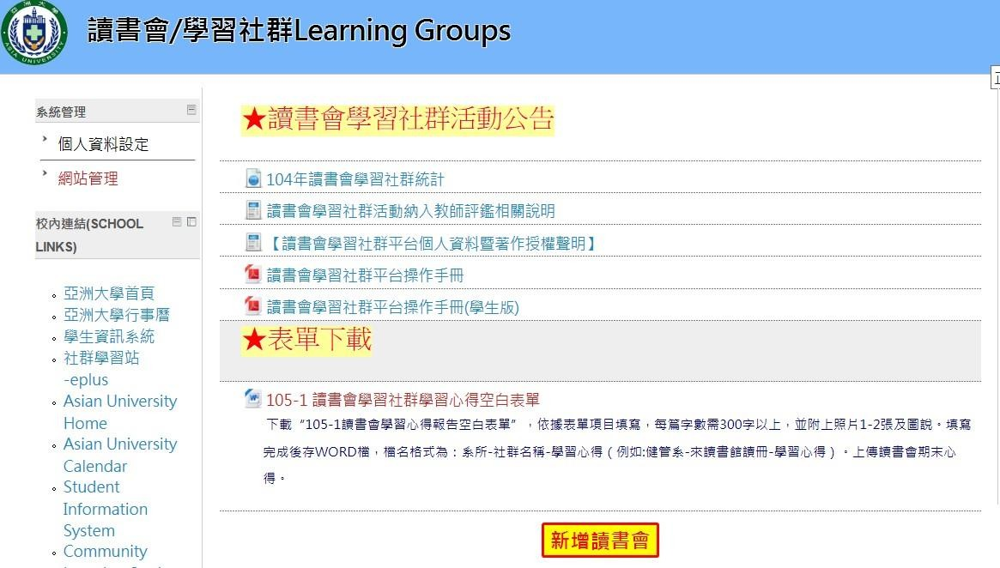 讀書會/學習社群Learning Groups
系統管理
個人資料設定
網站管理
校內連結(SCHOOL
LINKS)
亞洲大學首頁
亞洲大學行事曆
學生資訊系統
社群學習站
-eplus
Asian University
Home
Asian University
Calendar
Student
Information
System
Community
★讀書會學習社群活動公告
104年讀書會學習社群統計
讀書會學習社群活動納入教師評鑑相關說明
【讀書會學習社群平台個人資料暨著作授權聲明】
讀書會學習社群平台操作手冊
讀書會學習社群平台操作手冊(學生版)
★表單下載
105-1 讀書會學習社群學習心得空白表單
下載“105-1讀書會學習心得報告空白表單”，依據表單項目填寫，每篇字數需300字以上，並附上照片1-2張及圖說。填寫
完成後存WORD檔，檔名格式為：系所-社群名稱-學習心得（例如:健管系-來讀書館讀冊-學習心得）。上傳讀書會期末心
得。
新增讀書會